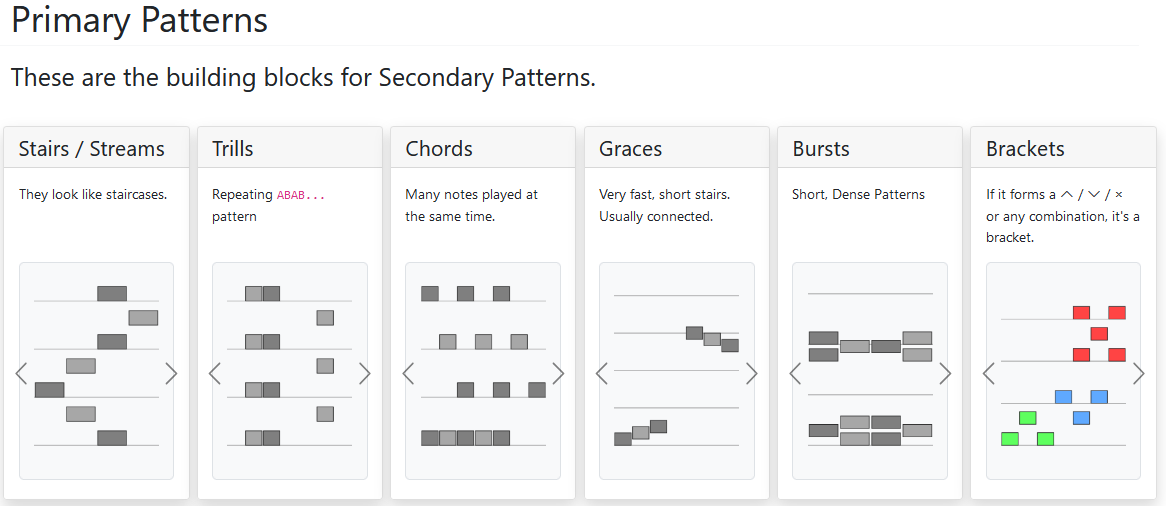 Primary Patterns
These are the building blocks for Secondary Patterns.
Stairs / Streams
They look like staircases.
Trills
Repeating ABAB...
pattern
Chords
Many notes played at
the same time.
Graces
Very fast, short stairs.
Usually connected.
Bursts
Short, Dense Patterns
Brackets
If it forms a ^ / v / ×
or any combination, it's a
bracket.